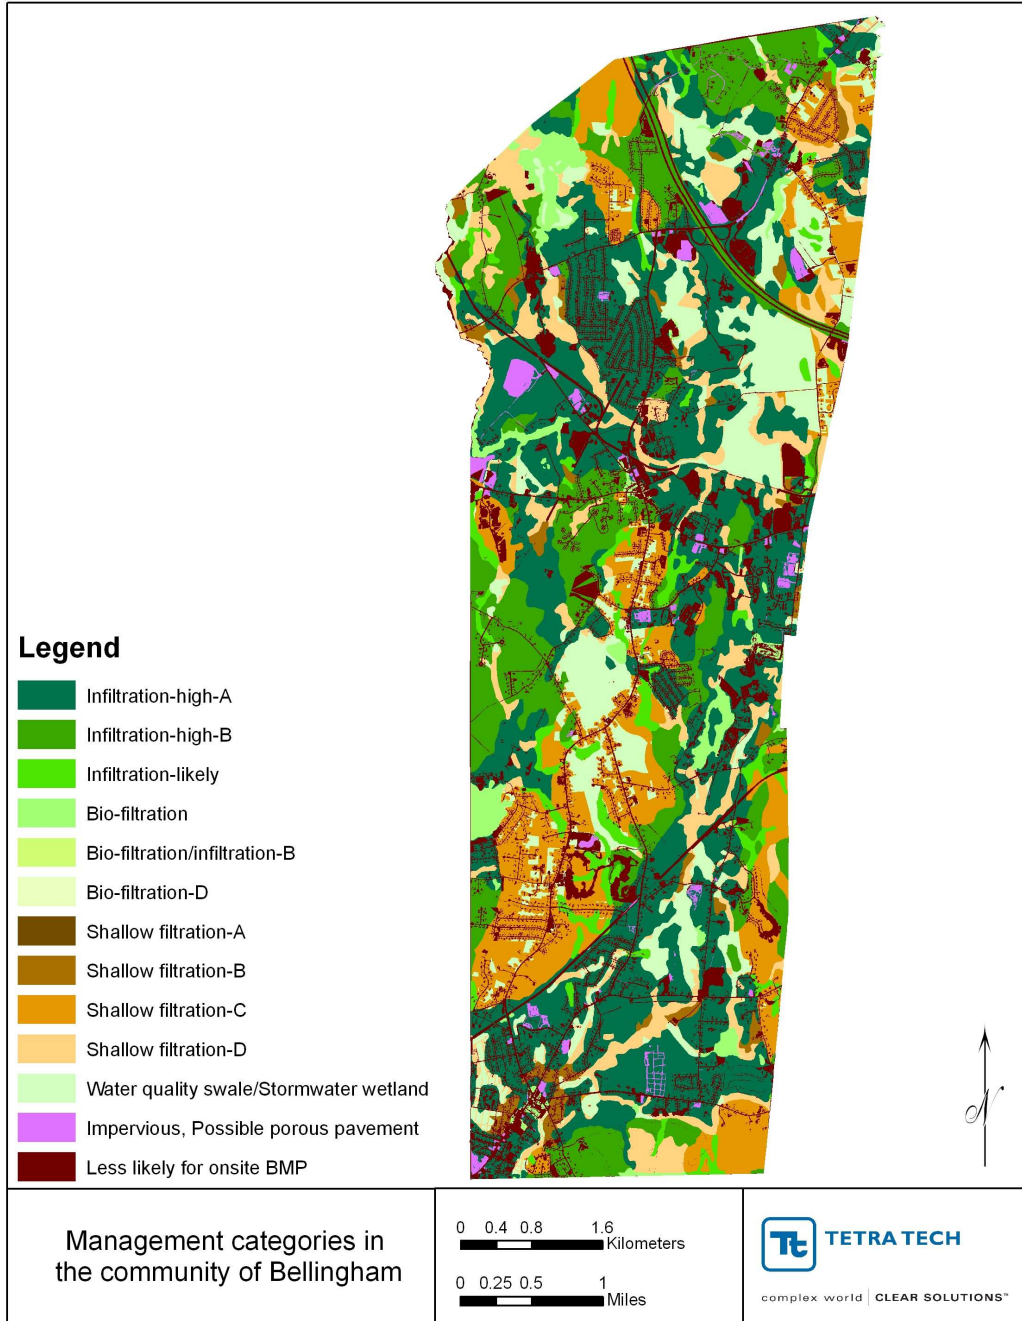 Legend
Infiltration-high-A
Infiltration-high-B
Infiltration-likely
Bio-filtration
Bio-filtration/infiltration-B
Bio-filtration-D
Shallow filtration-A
Shallow filtration-B
Shallow filtration-C
Shallow filtration-D
Water quality swale/Stormwater wetland
Impervious, Possible porous pavement
Less likely for onsite BMP
N
Management categories in
the community of Bellingham
0 0.4 0.8 1.6
Kilometers
0 0.25 0.5 1
Miles
Tt TETRA TECH
complex world | CLEAR SOLUTIONS™